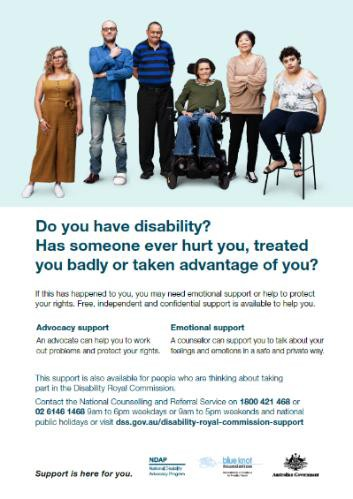 Do you have disability?
Has someone ever hurt you, treated
you badly or taken advantage of you?
If this has happened to you, you may need emotional support or help to protect
your rights. Free, independent and confidential support is available to help you.
Advocacy support
An advocate can help you to work
out problems and protect your rights.
Emotional support
A counsellor can support you to talk about your
feelings and emotions in a safe and private way.
This support is also available for people who are thinking about taking
part in the Disability Royal Commission.
Contact the National Counselling and Referral Service on 1800 421 468 or
02 6146 1468 9am to 6pm weekdays or 9am to 5pm weekends and national
public holidays or visit dss.gov.au/disability-royal-commission-support
Support is here for you.
NDAP
National Disability
Advocacy Program
blue knot
Australian Government